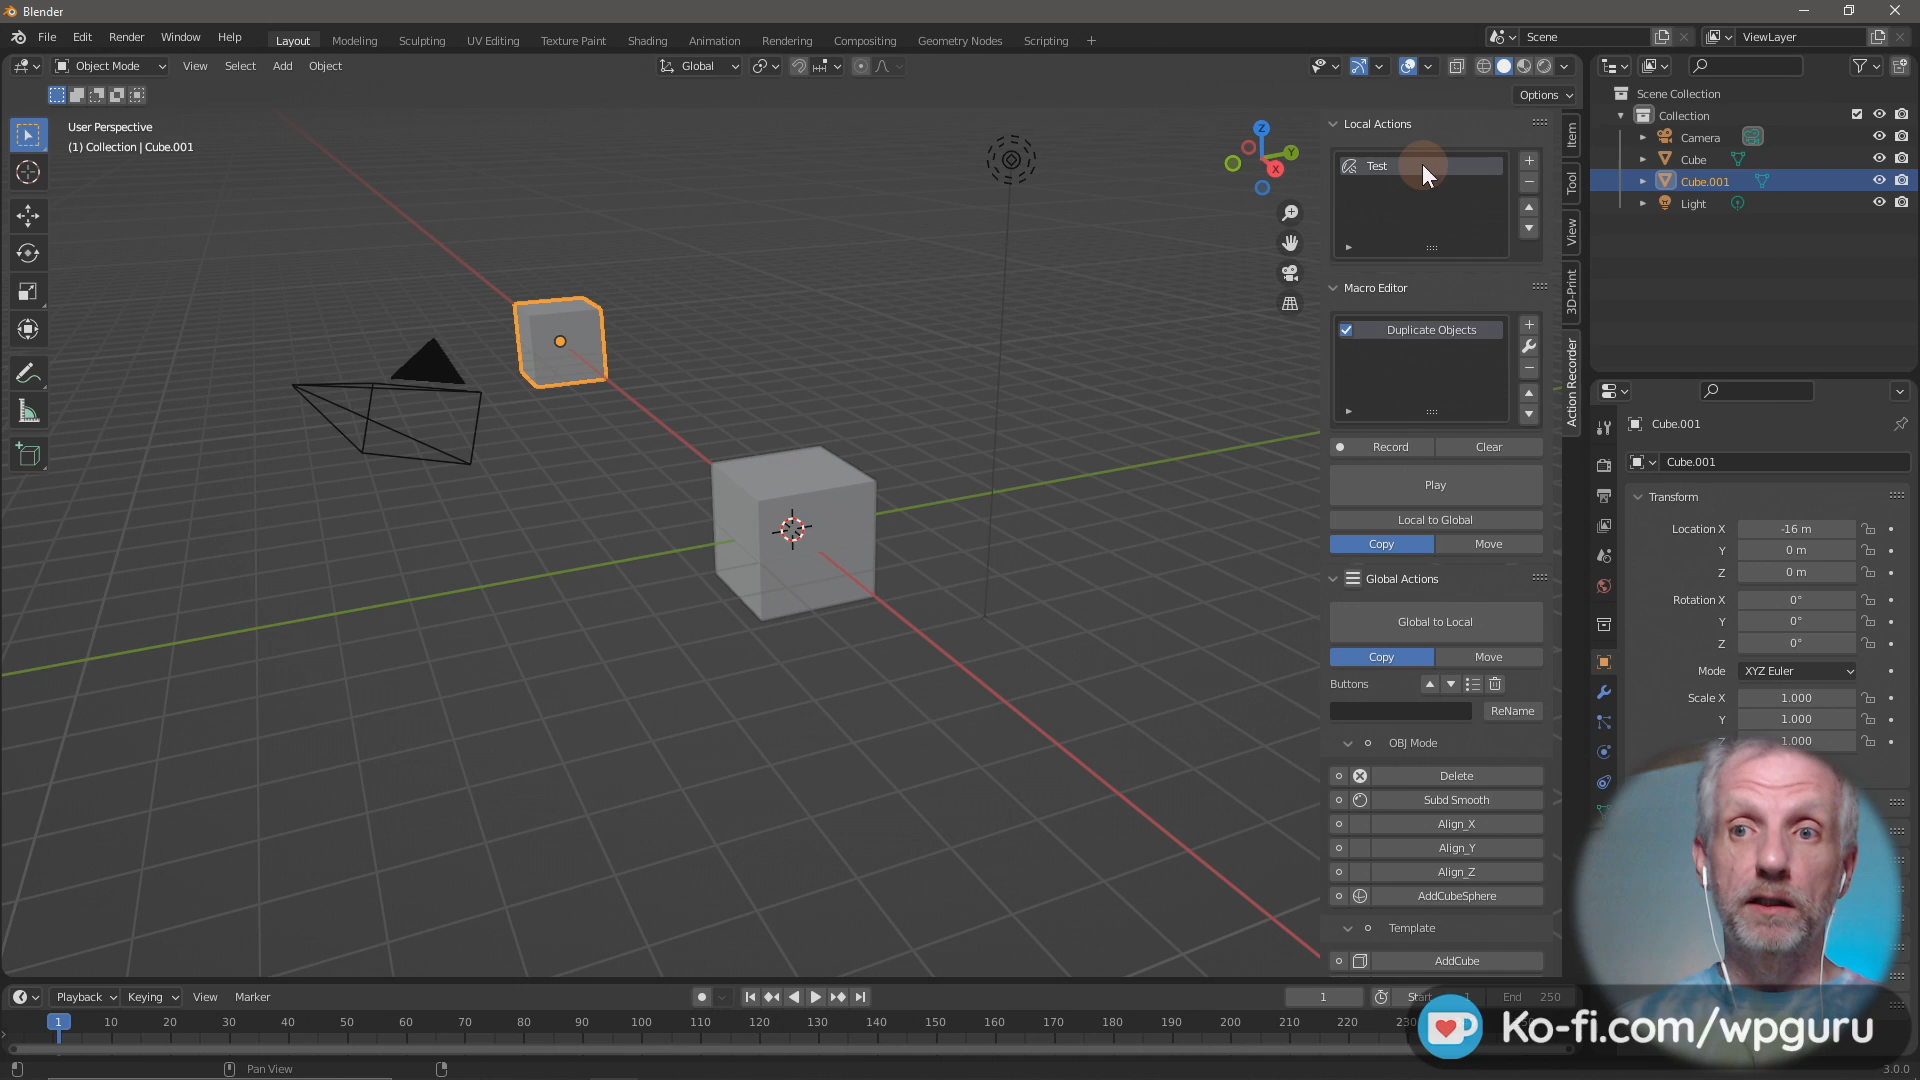 Blender
File Edit Render Window Help
Layout Modeling Sculpting UV Editing Texture Paint Shading Animation Rendering Compositing Geometry Nodes Scripting +
Scene
ViewLayer
Object Mode View Select Add Object
Global
Options
User Perspective
(1) Collection | Cube.001
Z
Y
X
Local Actions
Test
Macro Editor
Duplicate Objects
Record Clear
Play
Local to Global
Copy Move
Global Actions
Global to Local
Copy Move
Buttons
ReName
OBJ Mode
Delete
Subd Smooth
Align_X
Align_Y
Align_Z
AddCubeSphere
Template
AddCube
Item
Tool
View
3D-Print
Action Recorder
Scene Collection
Collection
Camera
Cube
Cube.001
Light
Cube.001
Cube.001
Transform
Location X -16 m
Y 0 m
Z 0 m
Rotation X 0°
Y 0°
Z 0°
Mode XYZ Euler
Scale X 1.000
Y 1.000
Z 1.000
Playback Keying View Marker
1
Start 1
End 250
1 10 20 30 40 50 60 70 80 90 100 110 120 130 140 150 160 170 180 190 200 210 220
Ko-fi.com/wpguru
Pan View
3.0.0